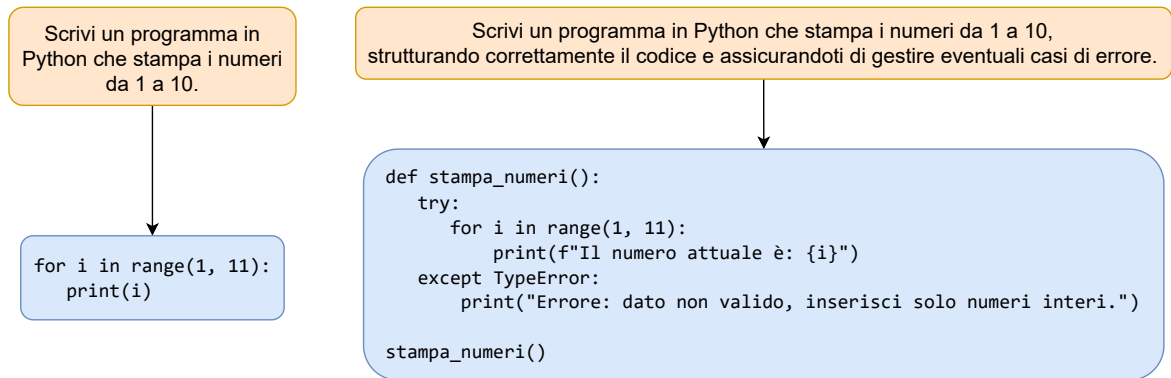 Scrivi un programma in
Python che stampa i numeri
da 1 a 10.
for i in range(1, 11):
   print(i)
Scrivi un programma in Python che stampa i numeri da 1 a 10,
strutturando correttamente il codice e assicurandoti di gestire eventuali casi di errore.
def stampa_numeri():
   try:
      for i in range(1, 11):
          print(f"Il numero attuale è: {i}")
   except TypeError:
       print("Errore: dato non valido, inserisci solo numeri interi.")

stampa_numeri()